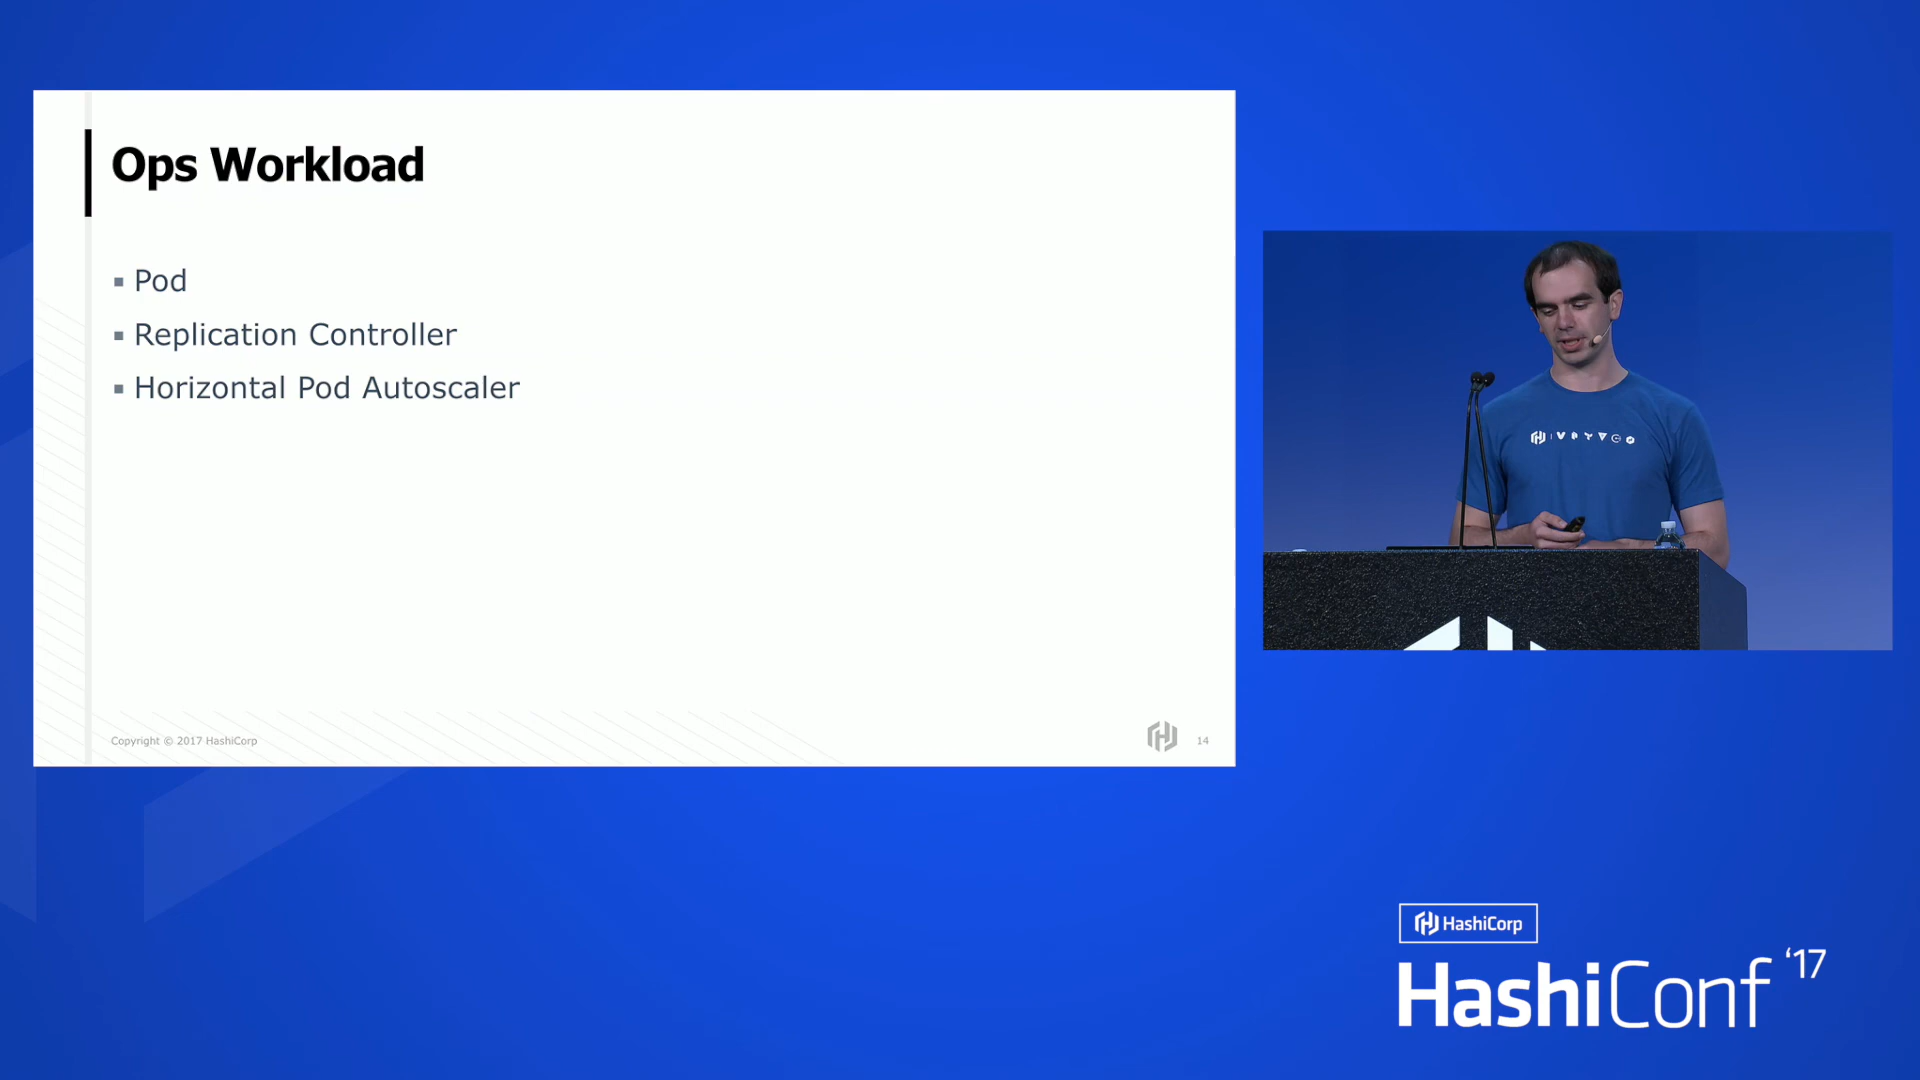 Ops Workload
▪ Pod
▪ Replication Controller
▪ Horizontal Pod Autoscaler
Copyright © 2017 HashiCorp
14
HashiCorp
HashiConf '17